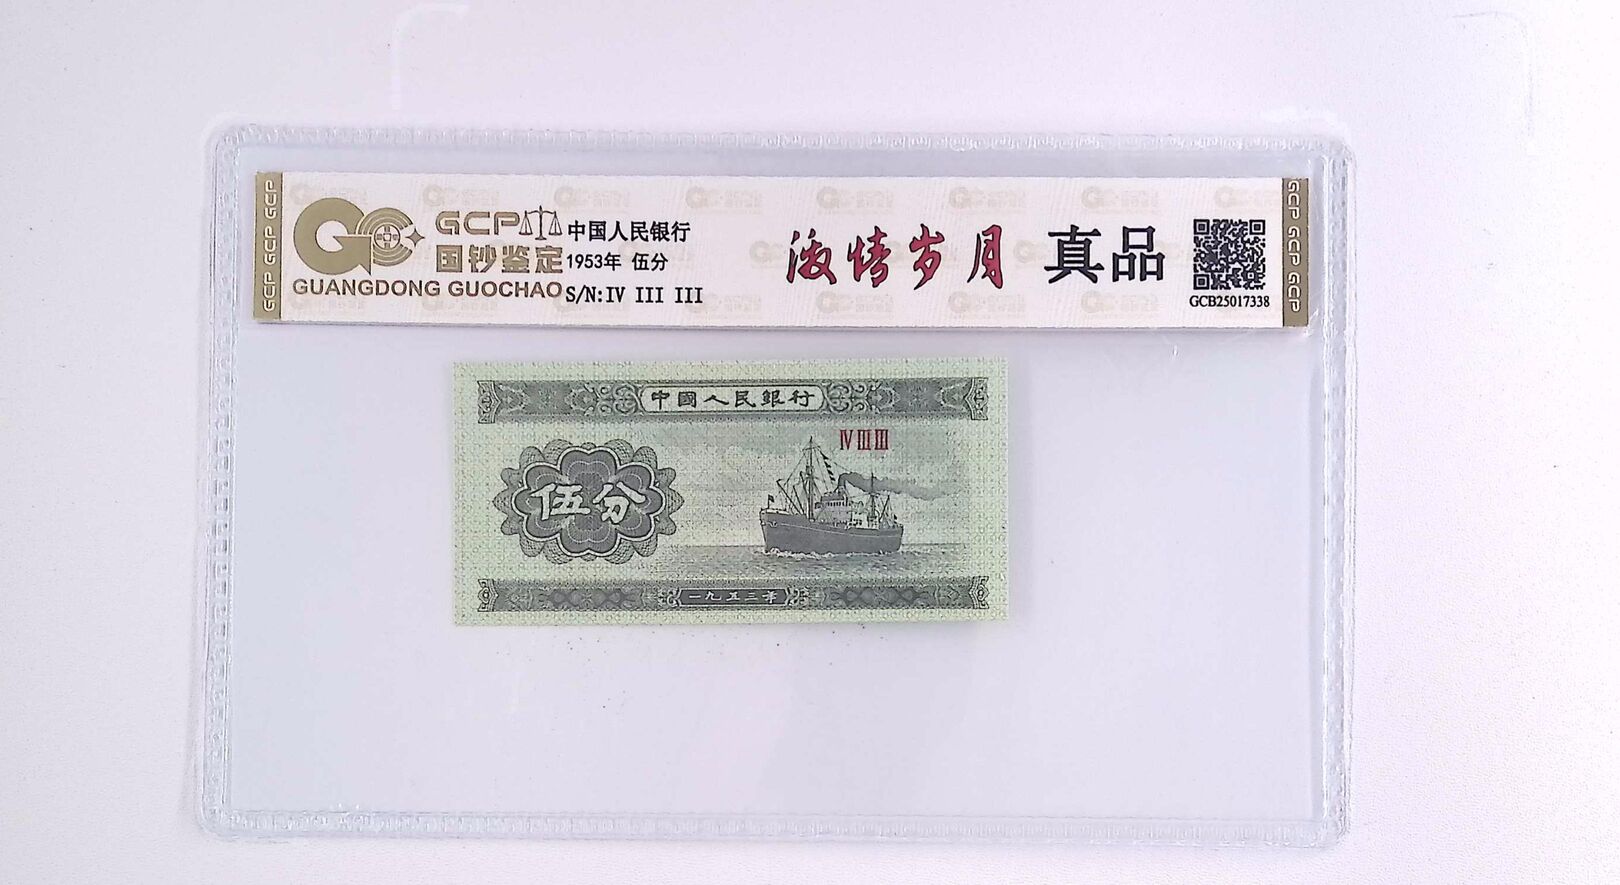 GCP GCP GCP
GCP
国钞鉴定
GUANGDONG GUOCHAO
中国人民银行
1953年 伍分
S/N:IV III III
激情岁月
真品
GCB25017338
GCP GCP GCP
中國人民銀行
IV III III
伍分
一九五三年